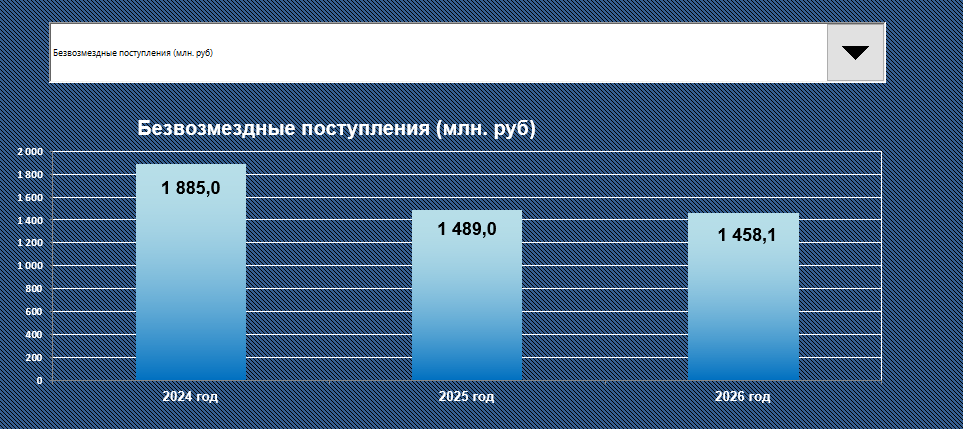 Безвозмездные поступления (млн. руб)
Безвозмездные поступления (млн. руб)
2 000
1 800
1 600
1 400
1 200
1 000
800
600
400
200
0
1 885,0
1 489,0
1 458,1
2024 год
2025 год
2026 год